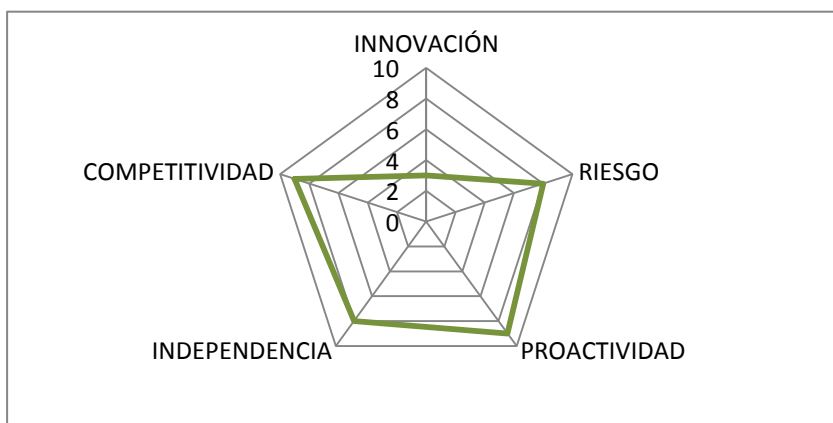 INNOVACIÓN
10
8
6
4
2
0
COMPETITIVIDAD
RIESGO
INDEPENDENCIA
PROACTIVIDAD